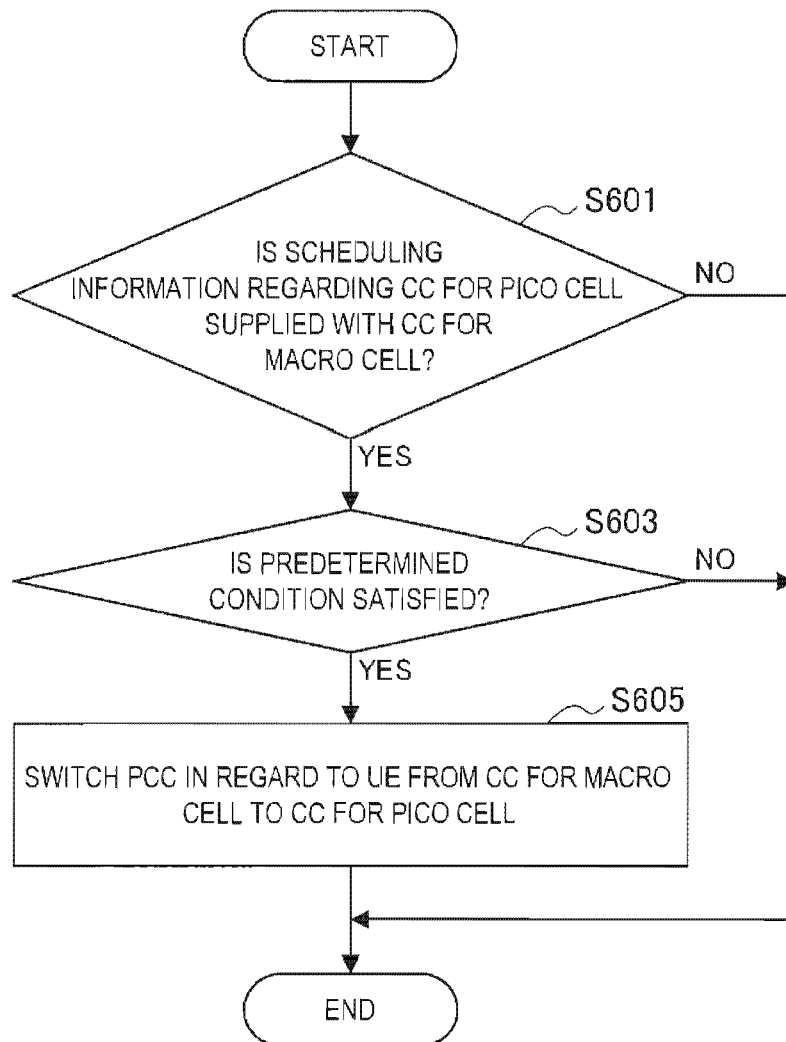 START
S601
IS SCHEDULING
INFORMATION REGARDING CC FOR PICO CELL
SUPPLIED WITH CC FOR
MACRO CELL?
NO
YES
S603
IS PREDETERMINED
CONDITION SATISFIED?
NO
YES
S605
SWITCH PCC IN REGARD TO UE FROM CC FOR MACRO
CELL TO CC FOR PICO CELL
END